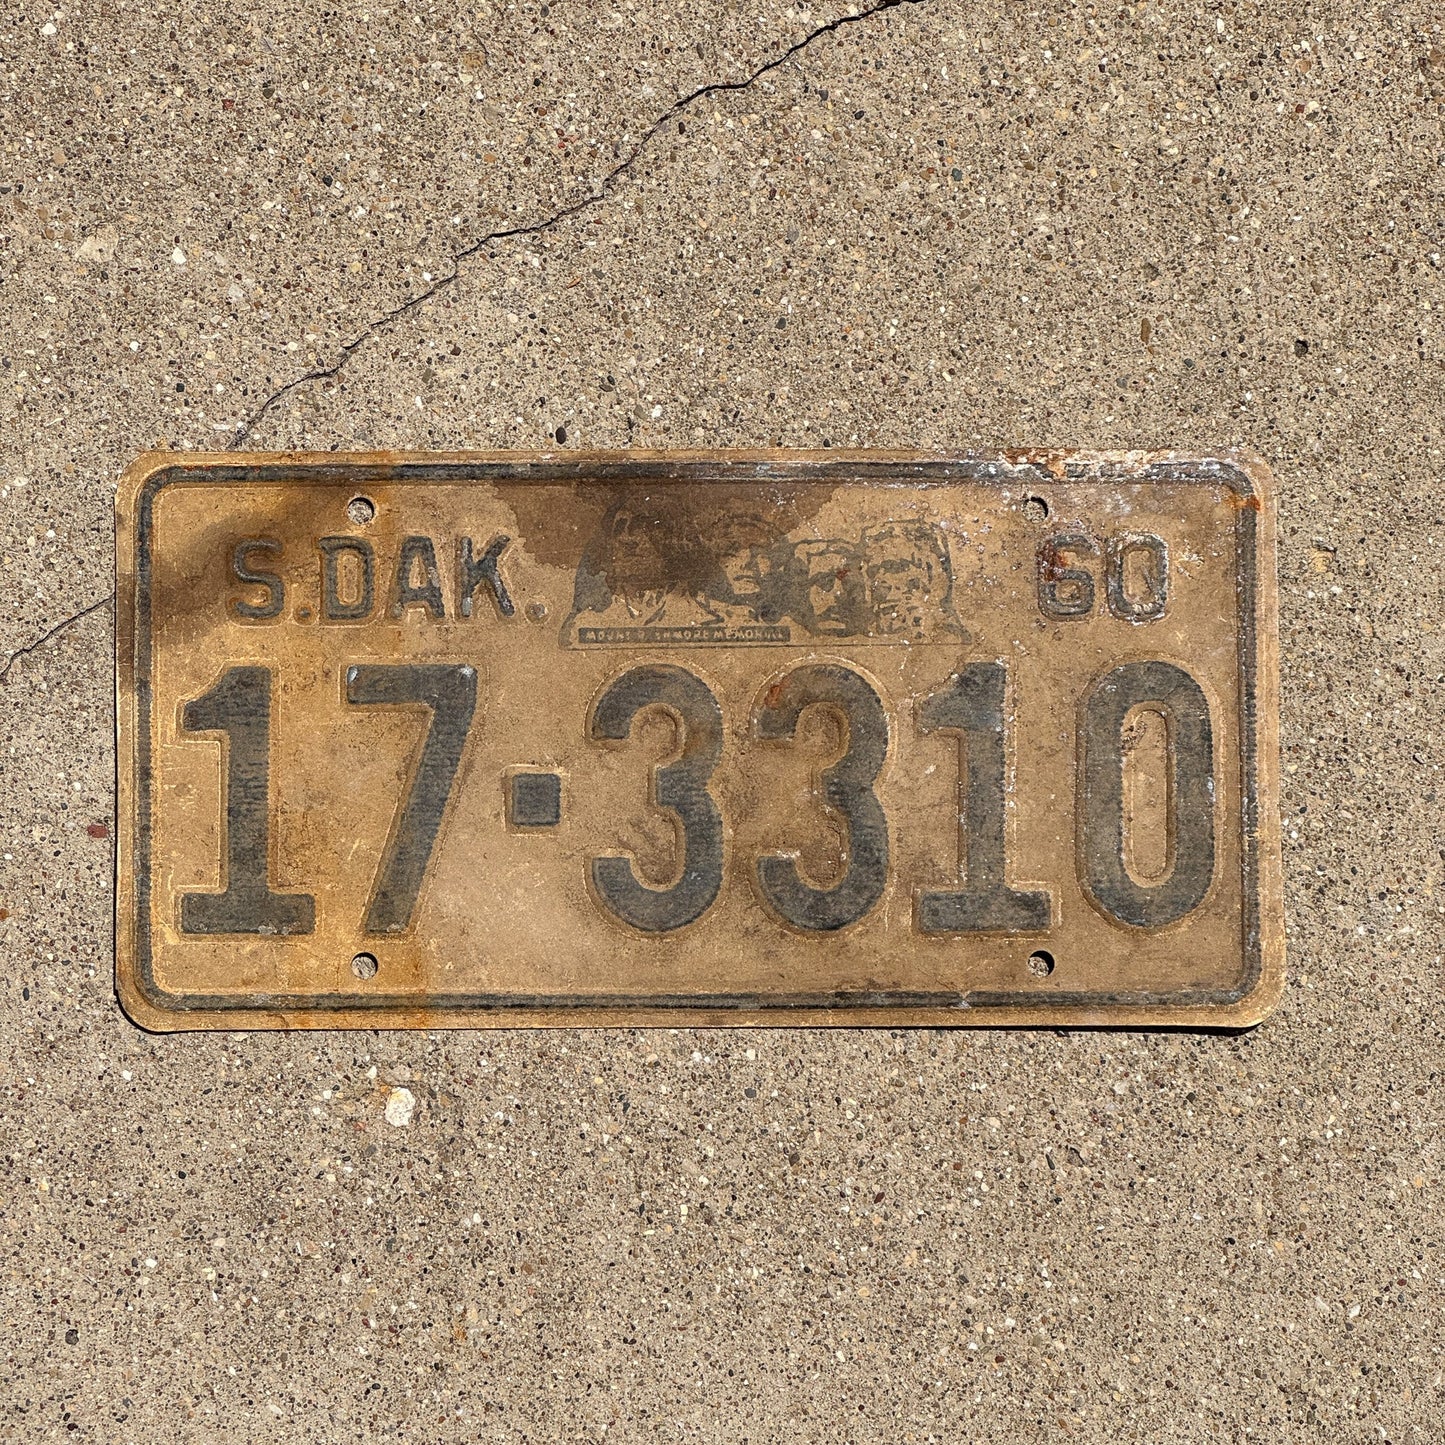 S.DAK. 60
MOUNT RUSHMORE MEMORIAL
17-3310